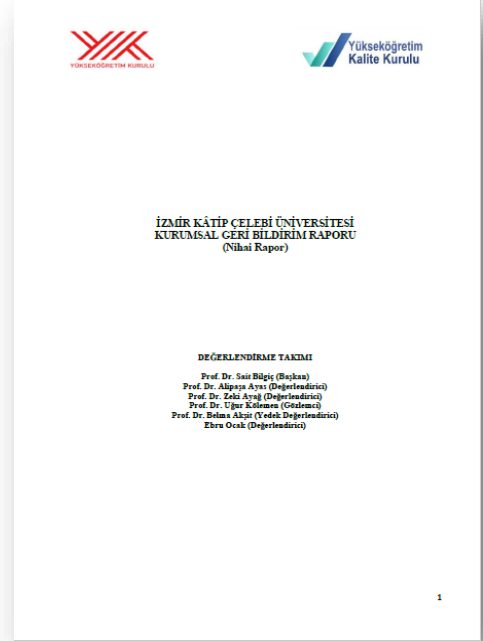 YÜKSEKÖĞRETİM KURULU
Yükseköğretim
Kalite Kurulu
İZMİR KÂTİP ÇELEBİ ÜNİVERSİTESİ
KURUMSAL GERİ BİLDİRİM RAPORU
(Nihai Rapor)
DEĞERLENDİRME TAKIMI
Prof. Dr. Sait Bilgiç (Başkan)
Prof. Dr. Alipaşa Ayas (Değerlendirici)
Prof. Dr. Zeki Ayağ (Değerlendirici)
Prof. Dr. Uğur Kölemen (Gözlemci)
Prof. Dr. Belma Akşit (Yedek Değerlendirici)
Ebru Ocak (Değerlendirici)
1